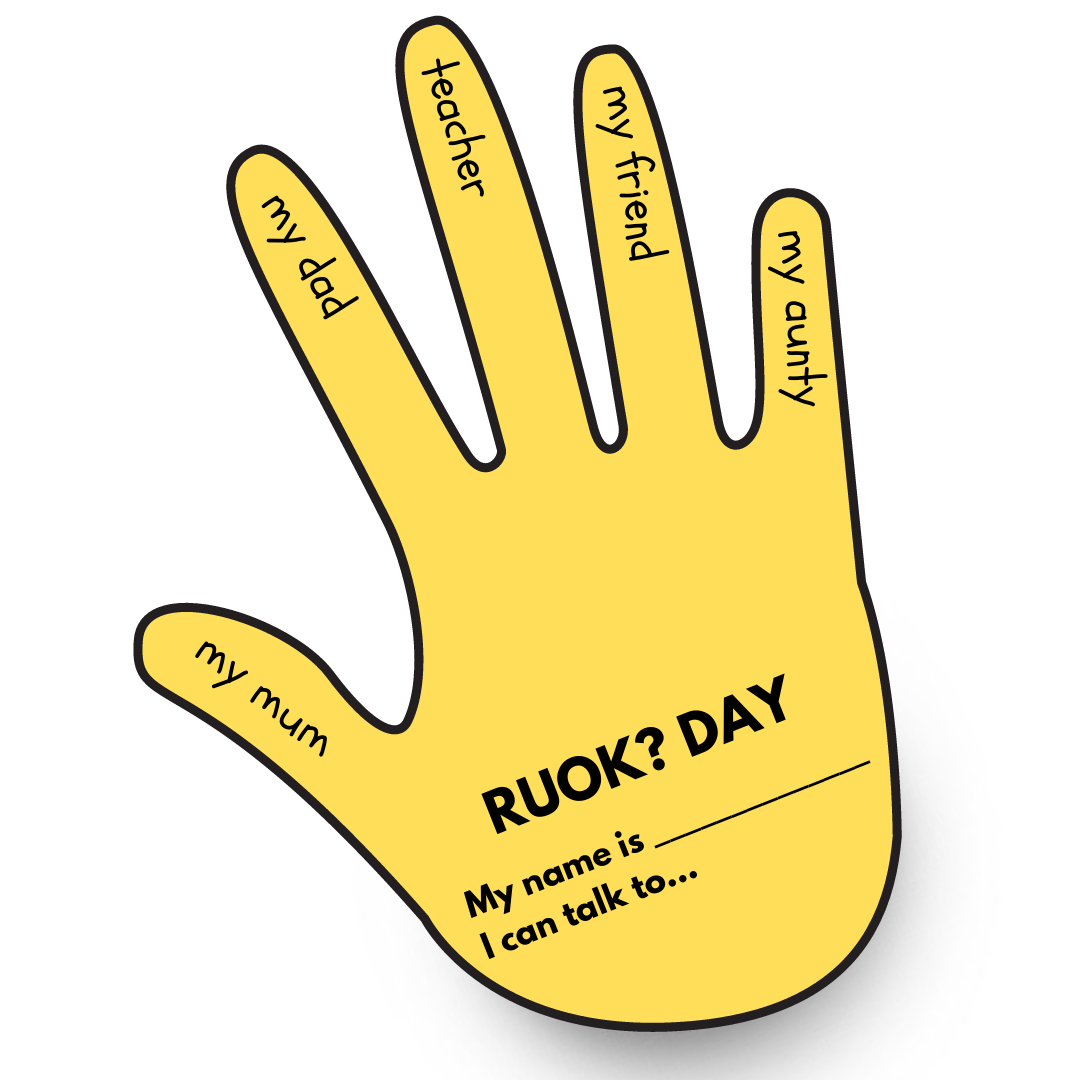 my mum
my dad
teacher
my friend
my aunty
RUOK? DAY
My name is
I can talk to...